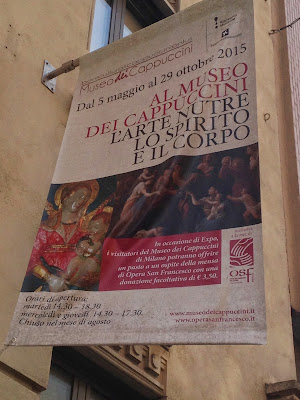 Museo dei Cappuccini
Dal 5 maggio al 29 ottobre 2015
AL MUSEO
DEI CAPPUCCINI
L'ARTE NUTRE
LO SPIRITO
E IL CORPO
In occasione di Expo,
i visitatori del Museo dei Cappuccini
di Milano potranno offrire
un pasto a un ospite della mensa
di Opera San Francesco con una
donazione facoltativa di € 3,50.
OSF
Orari di apertura:
martedì 14.30 - 18.30
mercoledì e giovedì 14.30 - 17.30
Chiuso nel mese di agosto
www.museodeicappuccini.it
www.operasanfrancesco.it